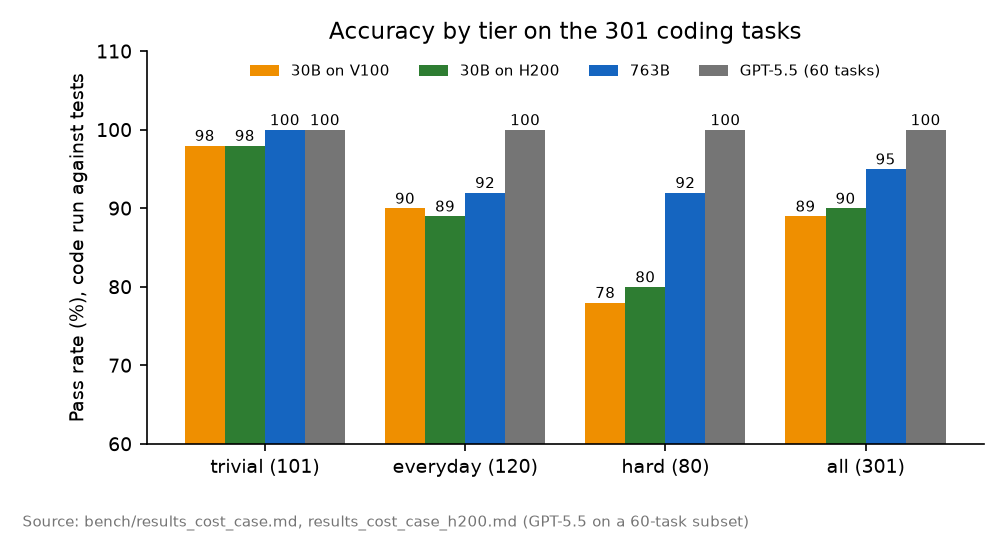 Accuracy by tier on the 301 coding tasks
30B on V100 30B on H200 763B GPT-5.5 (60 tasks)
Pass rate (%), code run against tests
110
100
90
80
70
60
98 98 100 100
90 89 92 100
78 80 92 100
89 90 95 100
trivial (101) everyday (120) hard (80) all (301)
Source: bench/results_cost_case.md, results_cost_case_h200.md (GPT-5.5 on a 60-task subset)